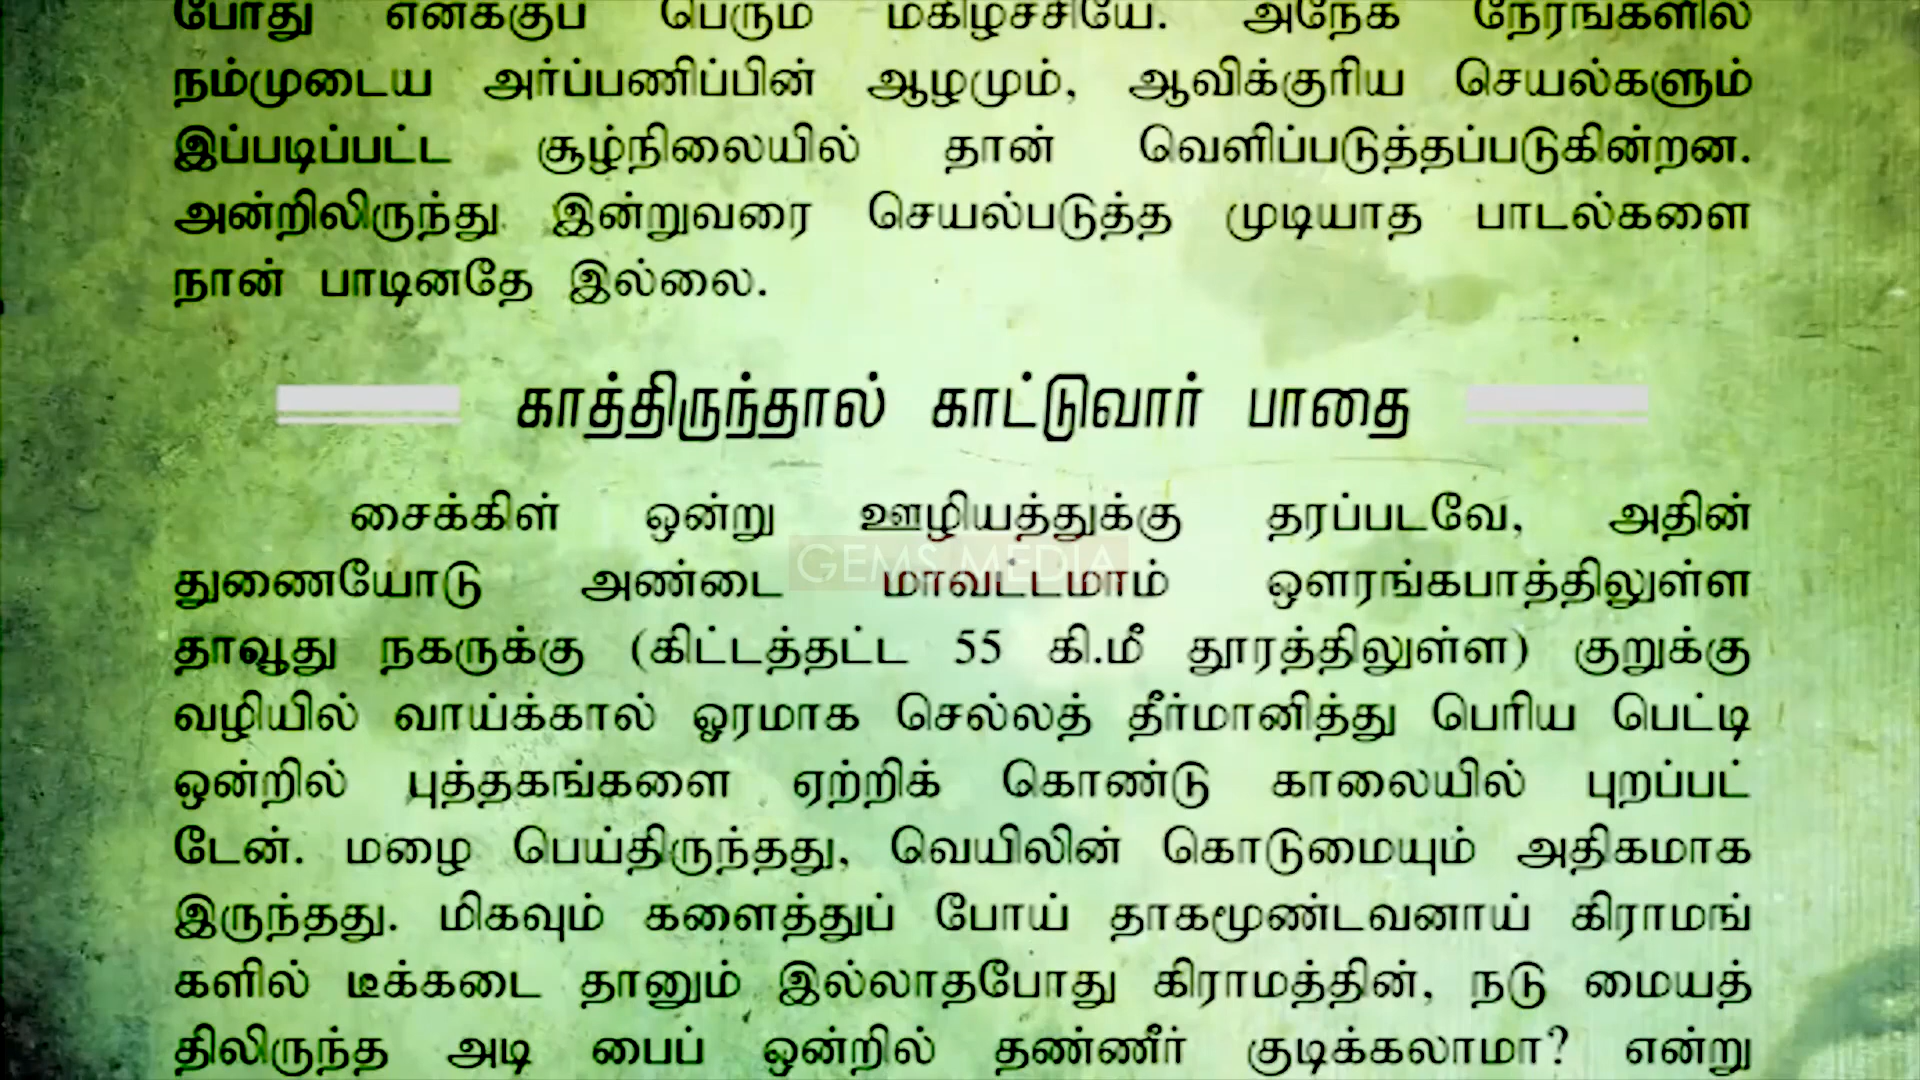 போது எனக்குப் பெரும் மகிழ்ச்சியே. அநேக நேரங்களில்
நம்முடைய அர்ப்பணிப்பின் ஆழமும், ஆவிக்குரிய செயல்களும்
இப்படிப்பட்ட சூழ்நிலையில் தான் வெளிப்படுத்தப்படுகின்றன.
அன்றிலிருந்து இன்றுவரை செயல்படுத்த முடியாத பாடல்களை
நான் பாடினதே இல்லை.
காத்திருந்தால் காட்டுவார் பாதை
சைக்கிள் ஒன்று ஊழியத்துக்கு தரப்படவே, அதின்
GEMS MEDIA
துணையோடு அண்டை மாவட்டமாம் ஔரங்கபாத்திலுள்ள
தாவூது நகருக்கு (கிட்டத்தட்ட 55 கி.மீ தூரத்திலுள்ள) குறுக்கு
வழியில் வாய்க்கால் ஓரமாக செல்லத் தீர்மானித்து பெரிய பெட்டி
ஒன்றில் புத்தகங்களை ஏற்றிக் கொண்டு காலையில் புறப்பட்
டேன். மழை பெய்திருந்தது, வெயிலின் கொடுமையும் அதிகமாக
இருந்தது. மிகவும் களைத்துப் போய் தாகமூண்டவனாய் கிராமங்
களில் டீக்கடை தானும் இல்லாதபோது கிராமத்தின், நடு மையத்
திலிருந்த அடி பைப் ஒன்றில் தண்ணீர் குடிக்கலாமா? என்று